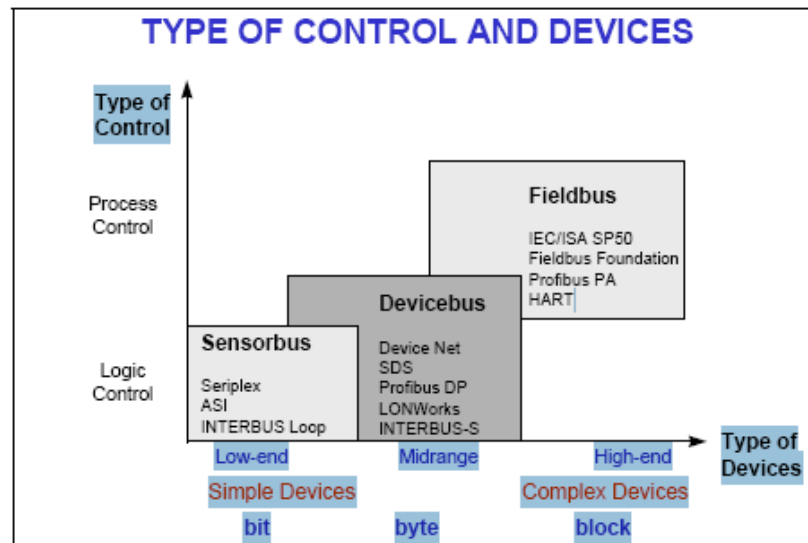 TYPE OF CONTROL AND DEVICES
Type of
Control
Process
Control
Logic
Control
Fieldbus
IEC/ISA SP50
Fieldbus Foundation
Profibus PA
HART
Devicebus
Device Net
SDS
Profibus DP
LONWorks
INTERBUS-S
Sensorbus
Seriplex
ASI
INTERBUS Loop
Low-end
Midrange
High-end
Type of
Devices
Simple Devices
Complex Devices
bit
byte
block